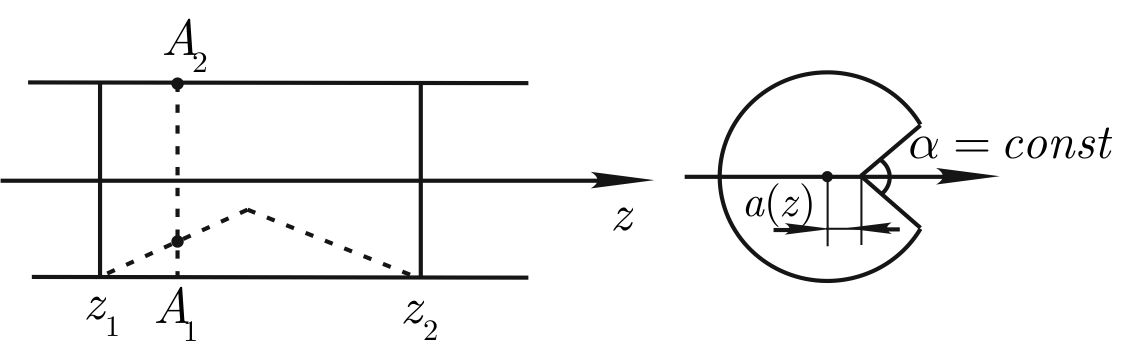 A₂
α = const
a(z)
z
z₁ A₁ z₂